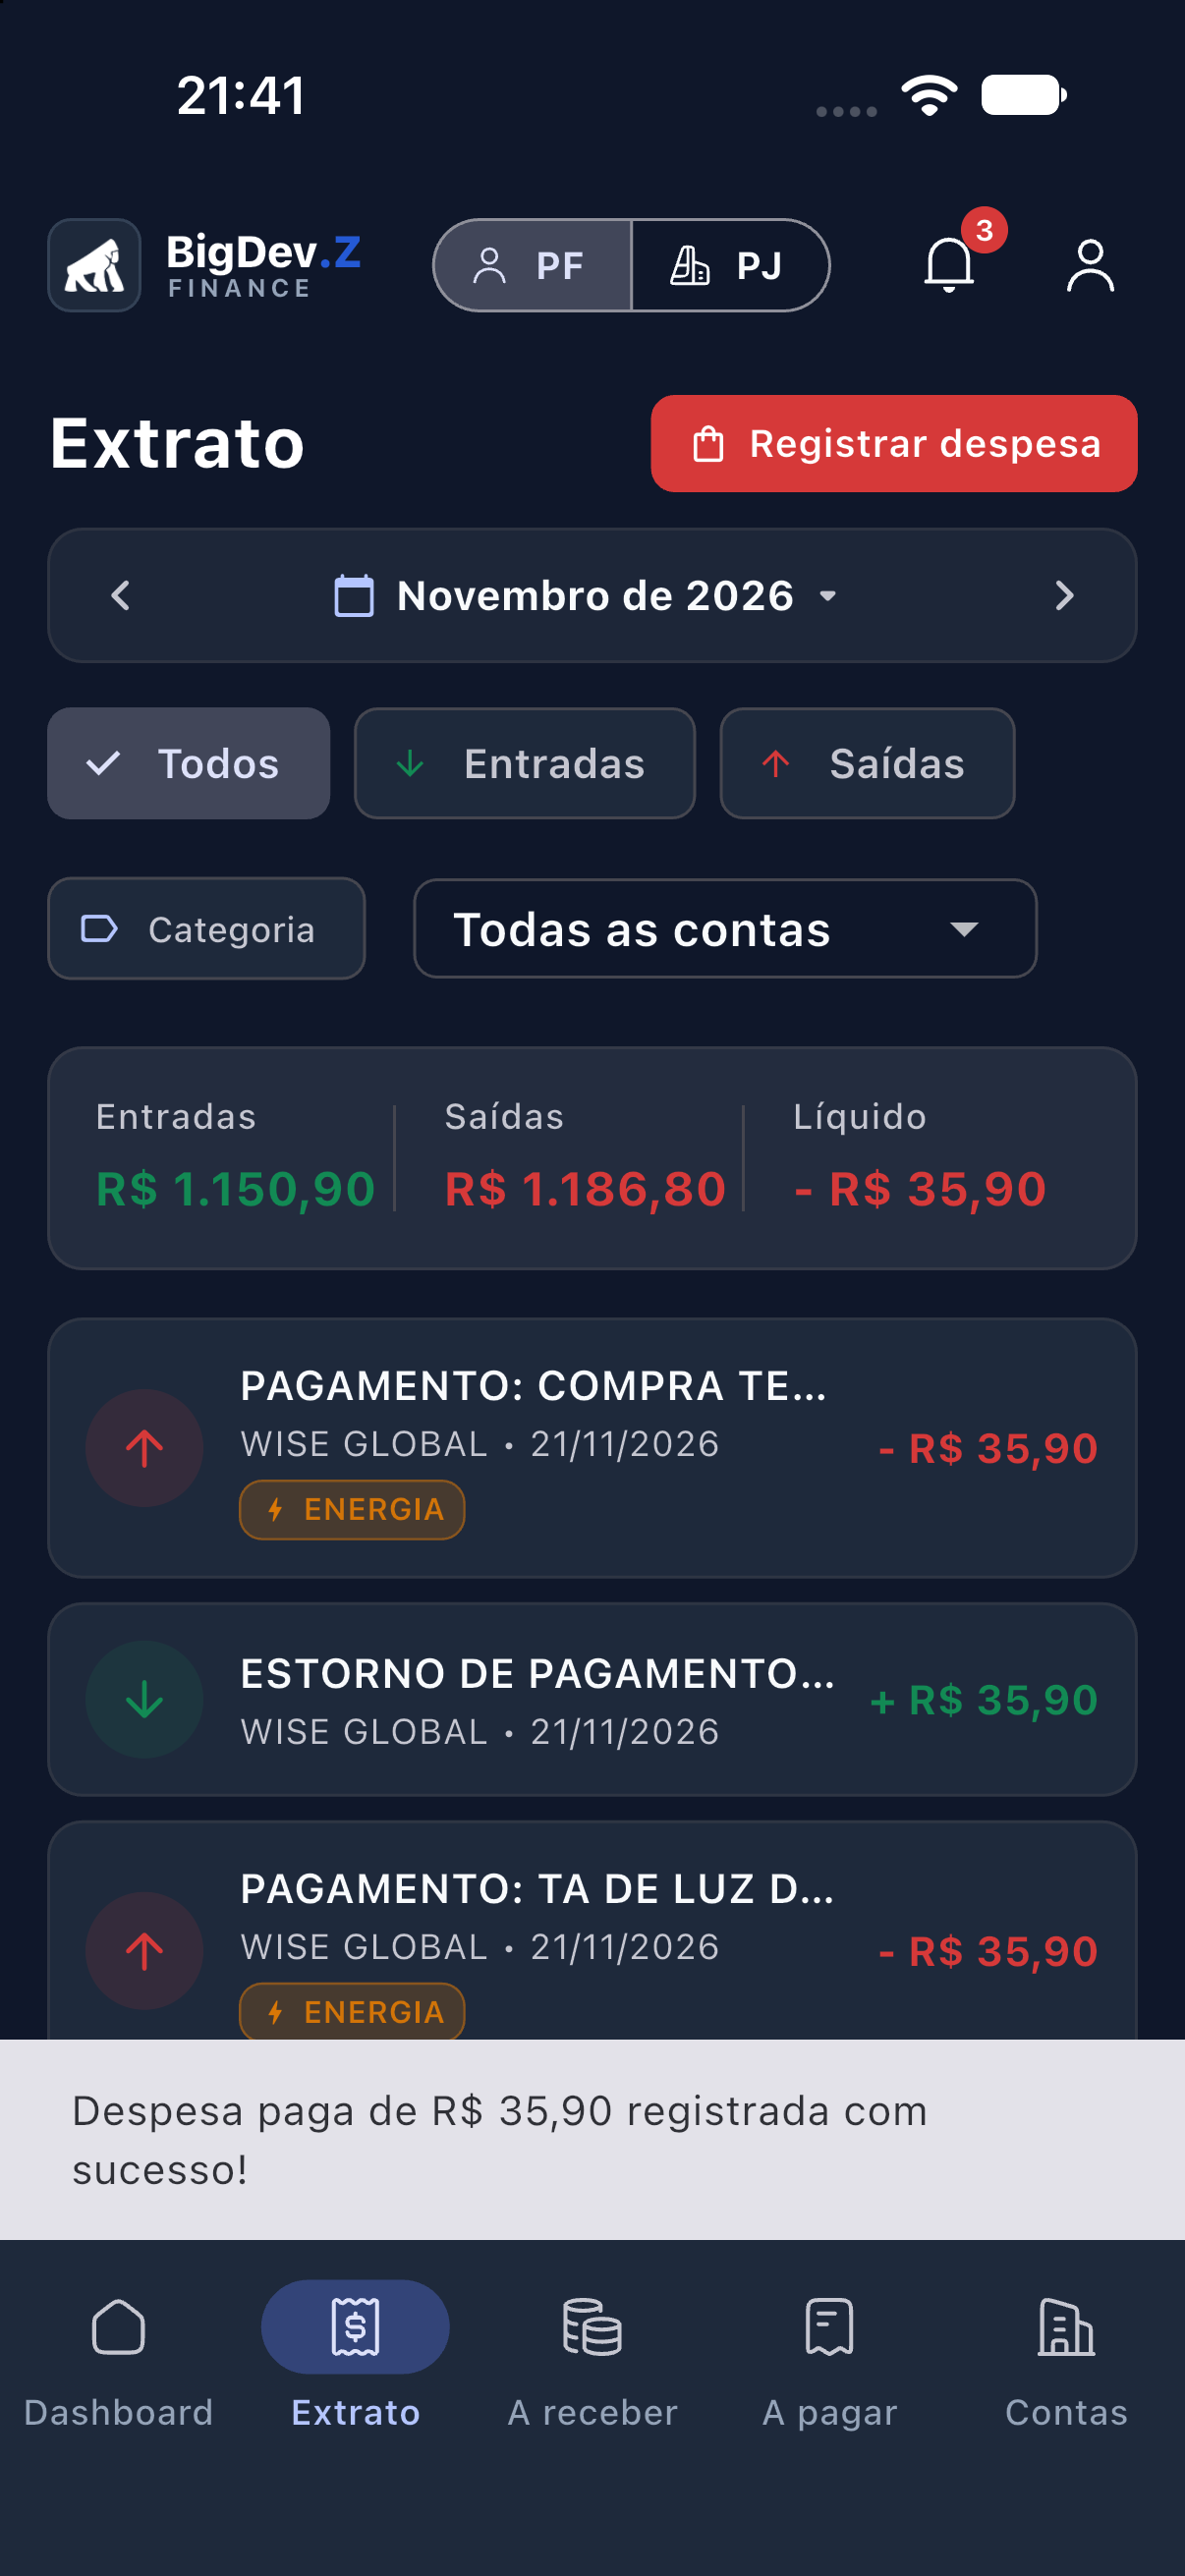 21:41
BigDev.Z
FINANCE
PF
PJ
3
Extrato
Registrar despesa
Novembro de 2026
Todos
Entradas
Saídas
Categoria
Todas as contas
Entradas
Saídas
Líquido
R$ 1.150,90
R$ 1.186,80
- R$ 35,90
PAGAMENTO: COMPRA TE...
WISE GLOBAL • 21/11/2026
- R$ 35,90
ENERGIA
ESTORNO DE PAGAMENTO...
WISE GLOBAL • 21/11/2026
+ R$ 35,90
PAGAMENTO: TA DE LUZ D...
WISE GLOBAL • 21/11/2026
- R$ 35,90
ENERGIA
Despesa paga de R$ 35,90 registrada com
sucesso!
Dashboard
Extrato
A receber
A pagar
Contas